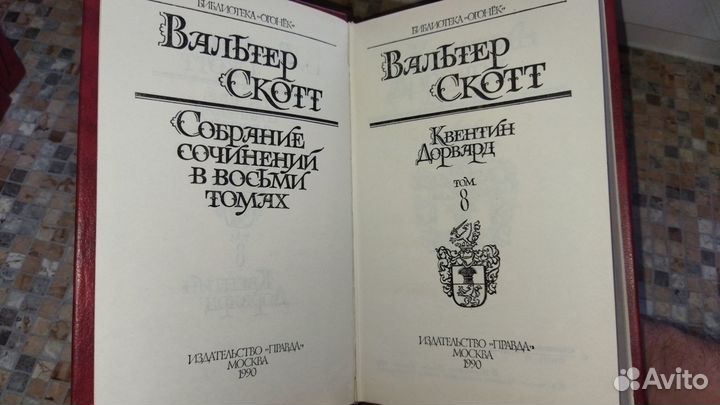 БИБЛИОТЕКА «ОГОНЁК»
ВАЛЬТЕР
СКОТТ
СОБРАНИЕ
СОЧИНЕНИЙ
В ВОСЬМИ
ТОМАХ
ИЗДАТЕЛЬСТВО «ПРАВДА»
МОСКВА
1990
БИБЛИОТЕКА «ОГОНЁК»
ВАЛЬТЕР
СКОТТ
КВЕНТИН
ДОРВАРД
ТОМ
8
ИЗДАТЕЛЬСТВО «ПРАВДА»
МОСКВА
1990
Avito